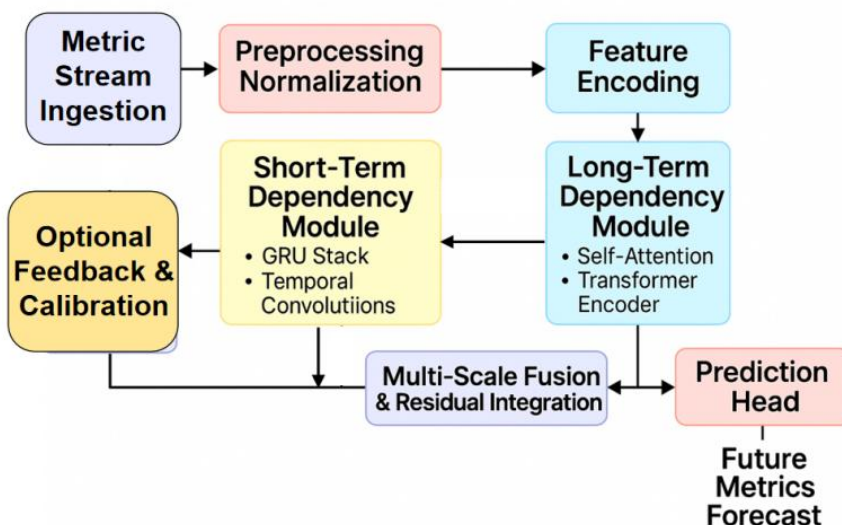 Metric
Stream
Ingestion
Preprocessing
Normalization
Feature
Encoding
Short-Term
Dependency
Module
• GRU Stack
• Temporal
Convolutiions
Long-Term
Dependency
Module
• Self-Attention
• Transformer
Encoder
Optional
Feedback &
Calibration
Multi-Scale Fusion
& Residual Integration
Prediction
Head
Future
Metrics
Forecast